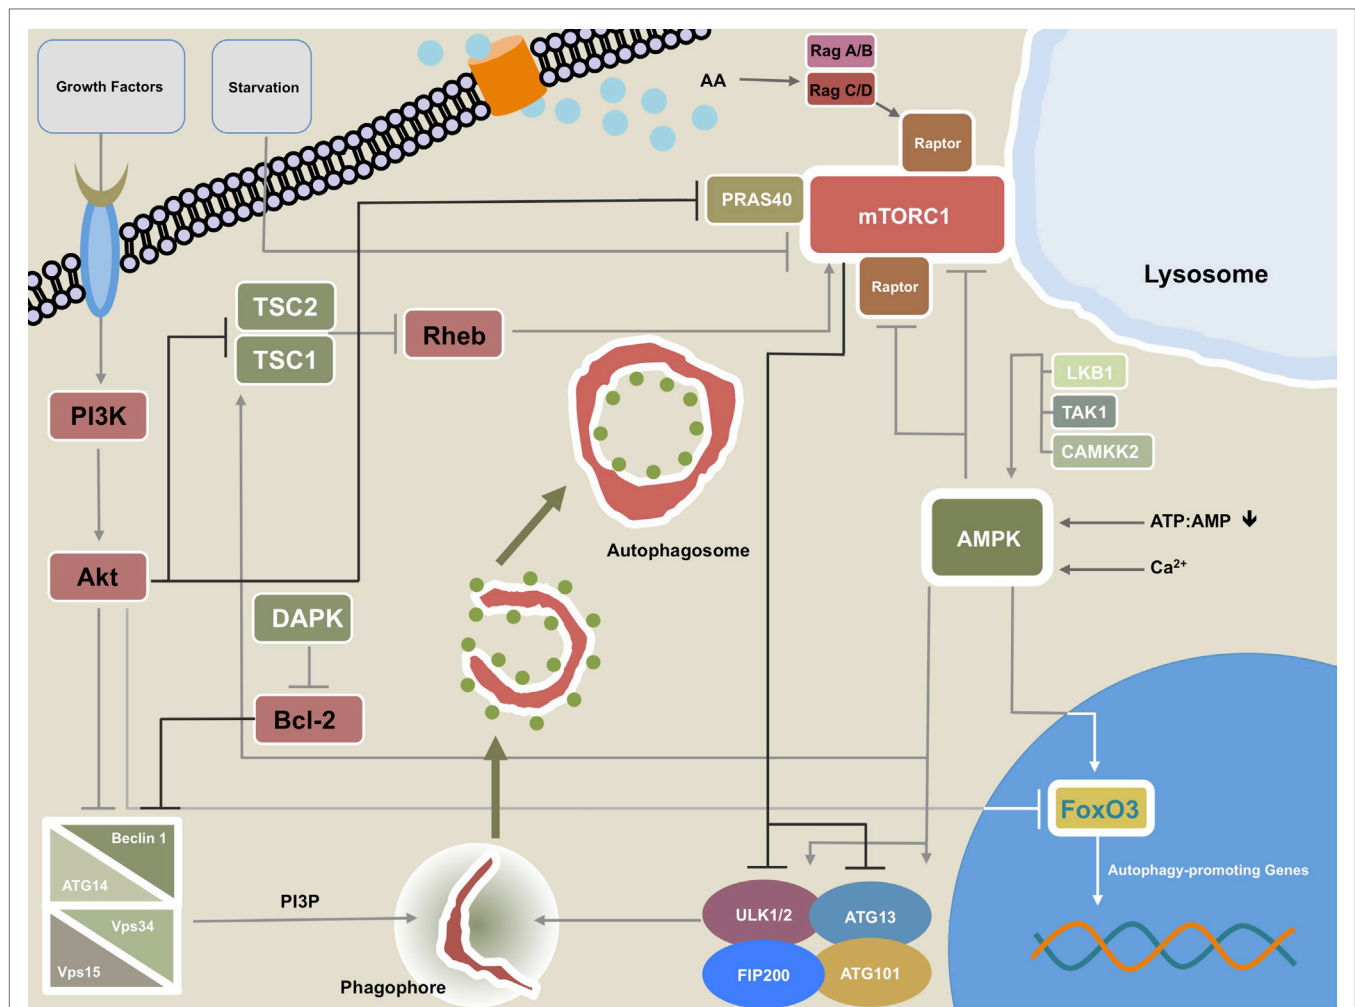 Growth Factors
Starvation
AA
Rag A/B
Rag C/D
Raptor
PRAS40
mTORC1
Raptor
Lysosome
TSC2
TSC1
Rheb
LKB1
TAK1
CAMKK2
PI3K
Akt
AMPK
ATP:AMP
Ca²⁺
Autophagosome
DAPK
Bcl-2
FoxO3
Autophagy-promoting Genes
Beclin 1
ATG14
Vps34
Vps15
PI3P
Phagophore
ULK1/2
ATG13
FIP200
ATG101